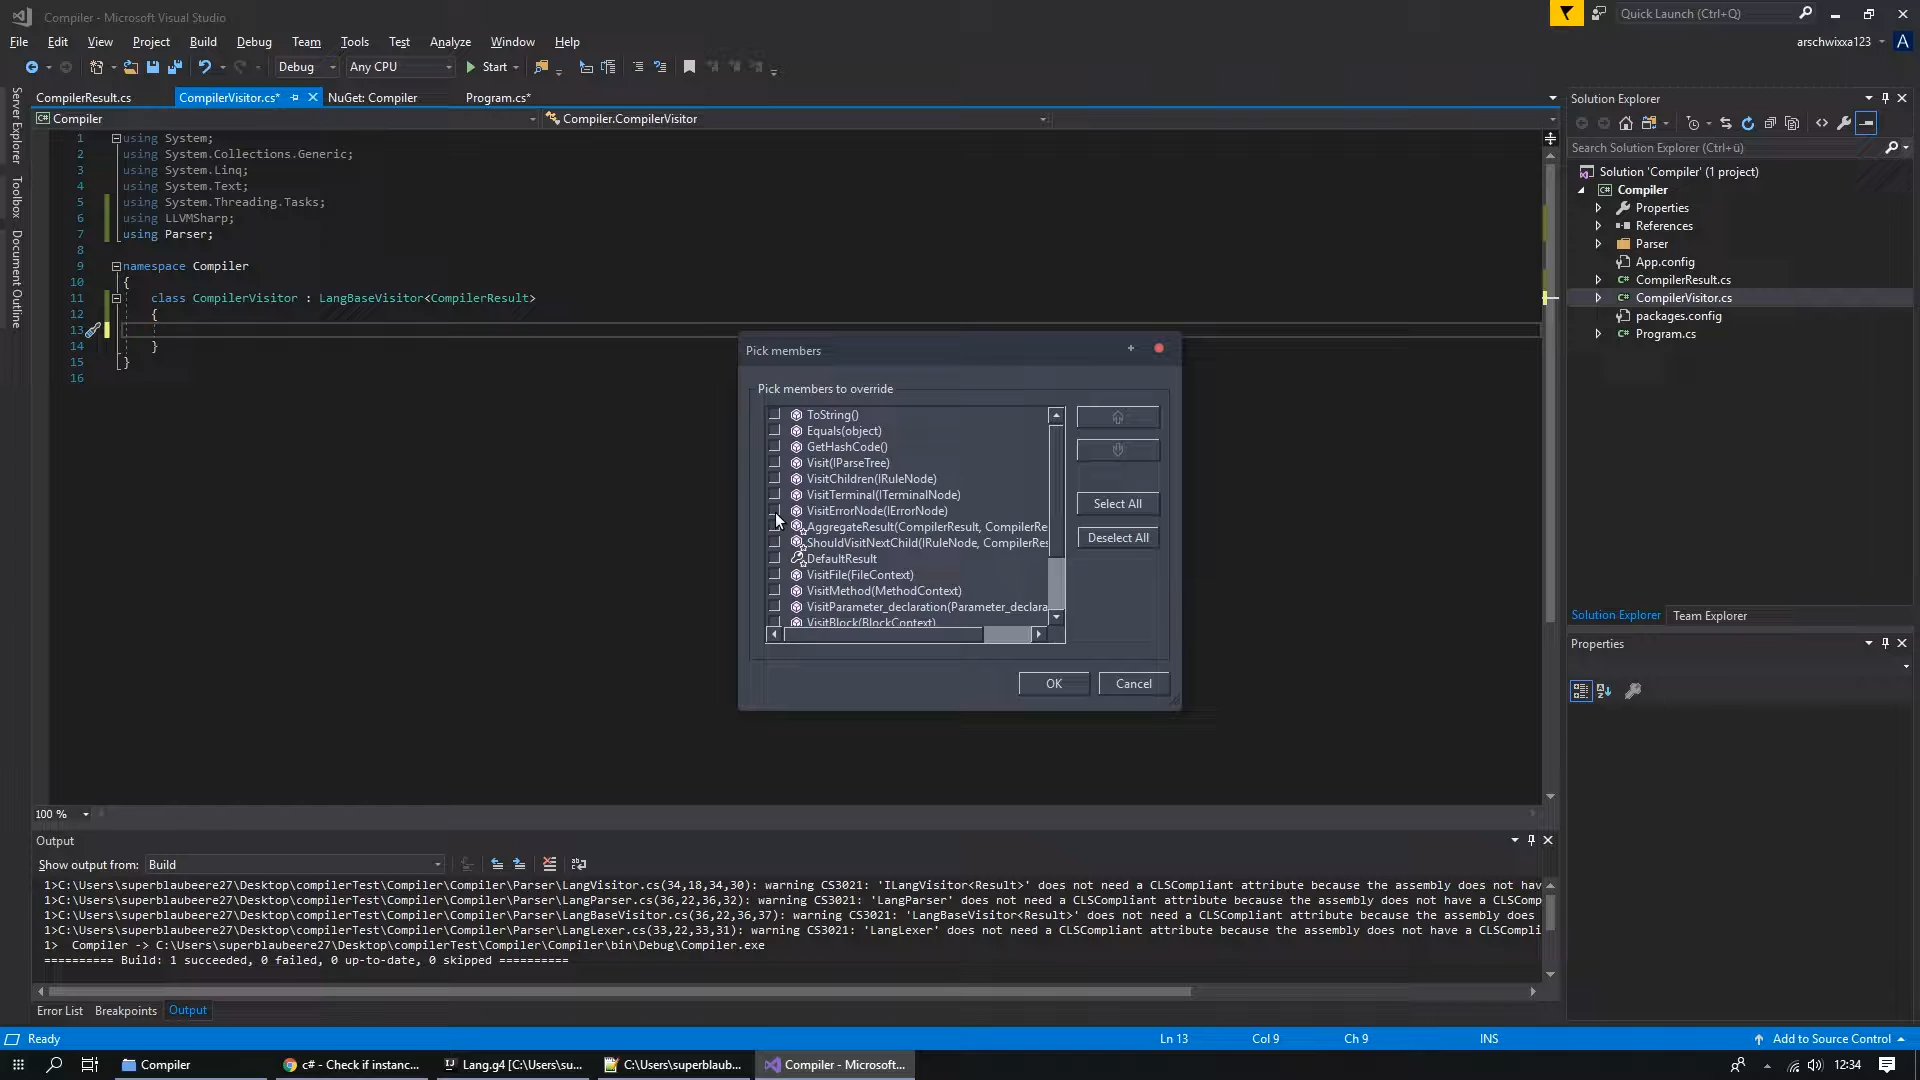 Compiler - Microsoft Visual Studio
Quick Launch (Ctrl+Q)
File Edit View Project Build Debug Team Tools Test Analyze Window Help
arschwixxa123 A
Debug Any CPU Start
Server Explorer
Toolbox
Document Outline
CompilerResult.cs CompilerVisitor.cs* NuGet: Compiler Program.cs*
Compiler Compiler.CompilerVisitor
1 using System;
2 using System.Collections.Generic;
3 using System.Linq;
4 using System.Text;
5 using System.Threading.Tasks;
6 using LLVMSharp;
7 using Parser;
8
9 namespace Compiler
10 {
11 class CompilerVisitor : LangBaseVisitor<CompilerResult>
12 {
13
14 }
15 }
16
Pick members
Pick members to override
ToString()
Equals(object)
GetHashCode()
Visit(IParseTree)
VisitChildren(IRuleNode)
VisitTerminal(ITerminalNode)
VisitErrorNode(IErrorNode)
AggregateResult(CompilerResult, CompilerRe
ShouldVisitNextChild(IRuleNode, CompilerRes
DefaultResult
VisitFile(FileContext)
VisitMethod(MethodContext)
VisitParameter_declaration(Parameter_declara
VisitBlock(BlockContext)
Select All
Deselect All
OK Cancel
Solution Explorer
Search Solution Explorer (Ctrl+ü)
Solution 'Compiler' (1 project)
Compiler
Properties
References
Parser
App.config
CompilerResult.cs
CompilerVisitor.cs
packages.config
Program.cs
Solution Explorer Team Explorer
Properties
100 %
Output
Show output from: Build
1>C:\Users\superblaubeere27\Desktop\compilerTest\Compiler\Compiler\Parser\LangVisitor.cs(34,18,34,30): warning CS3021: 'ILangVisitor<Result>' does not need a CLSCompliant attribute because the assembly does not hav
1>C:\Users\superblaubeere27\Desktop\compilerTest\Compiler\Compiler\Parser\LangParser.cs(36,22,36,32): warning CS3021: 'LangParser' does not need a CLSCompliant attribute because the assembly does not have a CLSComp
1>C:\Users\superblaubeere27\Desktop\compilerTest\Compiler\Compiler\Parser\LangBaseVisitor.cs(36,22,36,37): warning CS3021: 'LangBaseVisitor<Result>' does not need a CLSCompliant attribute because the assembly does
1>C:\Users\superblaubeere27\Desktop\compilerTest\Compiler\Compiler\Parser\LangLexer.cs(33,22,33,31): warning CS3021: 'LangLexer' does not need a CLSCompliant attribute because the assembly does not have a CLSCompli
1> Compiler -> C:\Users\superblaubeere27\Desktop\compilerTest\Compiler\Compiler\bin\Debug\Compiler.exe
========== Build: 1 succeeded, 0 failed, 0 up-to-date, 0 skipped ==========
Error List Breakpoints Output
Ready Ln 13 Col 9 Ch 9 INS Add to Source Control
Compiler c# - Check if instanc... Lang.g4 [C:\Users\su... C:\Users\superblaub... Compiler - Microsoft... 12:34